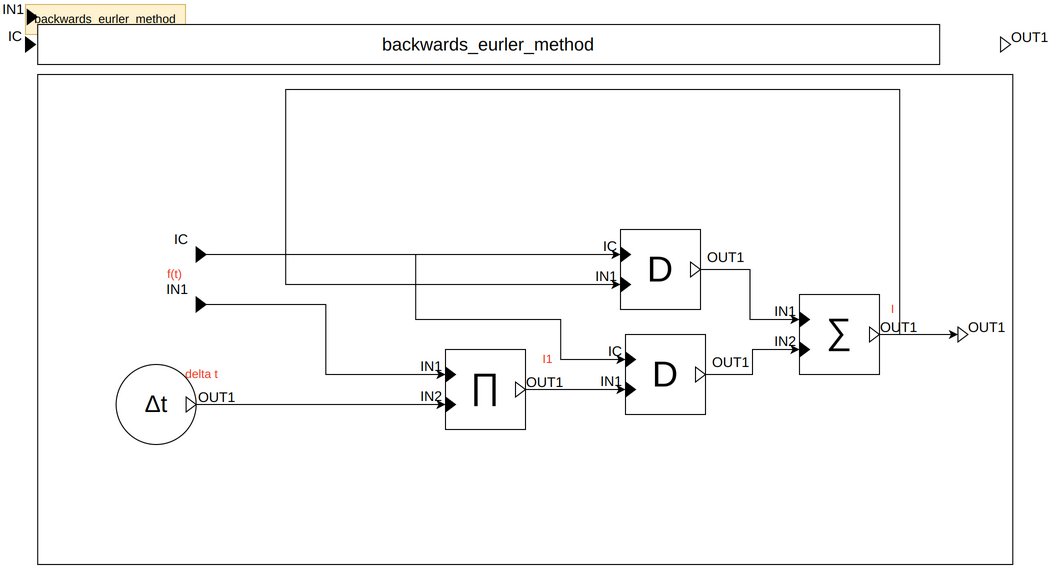 IN1
backwards_eurler_method
IC
backwards_eurler_method
OUT1
IC
f(t)
IN1
delta t
Δt
OUT1
IN1
IN2
∏
OUT1
I1
IC
IN1
D
OUT1
IC
IN1
D
OUT1
IN1
IN2
∑
I
OUT1
OUT1